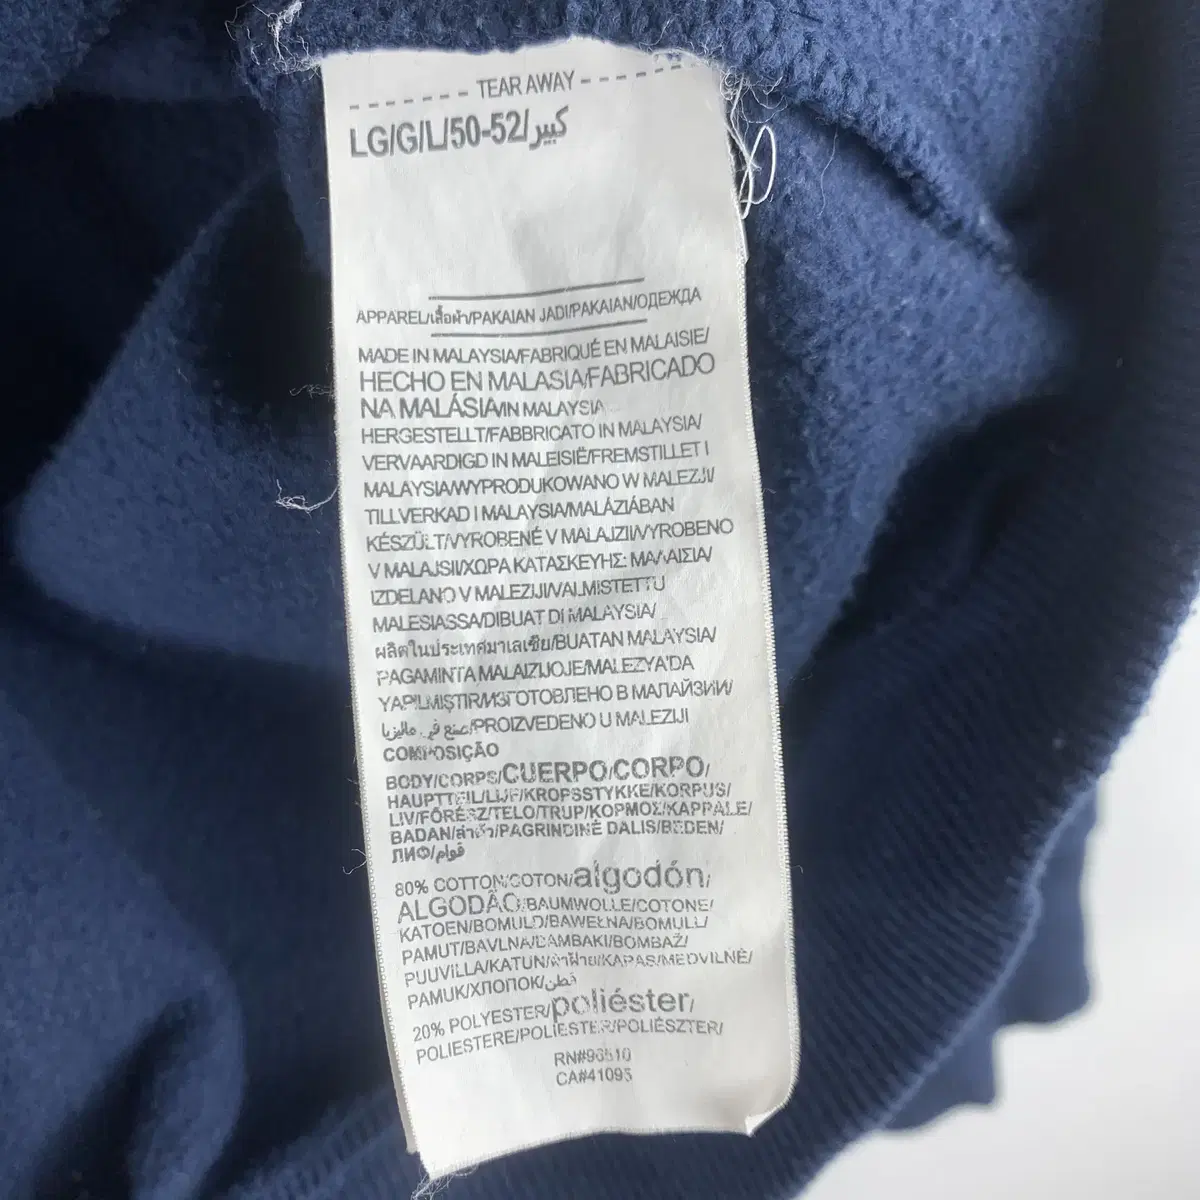 TEAR AWAY
LG/G/L/50-52/كبير
APPAREL/เสื้อผ้า/PAKAIAN JADI/PAKAIAN/ОДЕЖДА
MADE IN MALAYSIA/FABRIQUÉ EN MALAISIE/
HECHO EN MALASIA/FABRICADO
NA MALÁSIA/IN MALAYSIA
HERGESTELLT/FABBRICATO IN MALAYSIA/
VERVAARDIGD IN MALEISIË/FREMSTILLET I
MALAYSIA/WYPRODUKOWANO W MALEZJI/
TILLVERKAD I MALAYSIA/MALÁZIÁBAN
KÉSZÜLT/VYROBENÉ V MALAJZII/VYROBENO
V MALAJSII/ΧΩΡΑ ΚΑΤΑΣΚΕΥΗΣ: ΜΑΛΑΙΣΙΑ/
IZDELANO V MALEZIJI/VALMISTETTU
MALESIASSA/DIBUAT DI MALAYSIA/
ผลิตในประเทศมาเลเซีย/BUATAN MALAYSIA/
PAGAMINTA MALAIZIJOJE/MALEZYA'DA
YAPILMIŞTIR/ИЗГОТОВЛЕНО В МАЛАЙЗИИ/
صنع في ماليزيا/PROIZVEDENO U MALEZIJI
COMPOSIÇÃO
BODY/CORPS/CUERPO/CORPO/
HAUPTTEIL/LIJF/KROPSSTYKKE/KORPUS/
LIV/FŐRÉSZ/TELO/TRUP/ΚΟΡΜΟΣ/KAPPALE/
BADAN/ลำตัว/PAGRINDINĖ DALIS/BEDEN/
ЛИФ/قوام
80% COTTON/COTON/algodón/
ALGODÃO/BAUMWOLLE/COTONE/
KATOEN/BOMULD/BAWEŁNA/BOMULL/
PAMUT/BAVLNA/ΒΑΜΒΑΚΙ/BOMBAŽ/
PUUVILLA/KATUN/ผ้าฝ้าย/KAPAS/MEDVILNĖ/
PAMUK/ХЛОПОК/قطن
20% POLYESTER/poliéster/
POLIESTERE/POLIESTER/POLIÉSZTER/
RN#96510
CA#41095